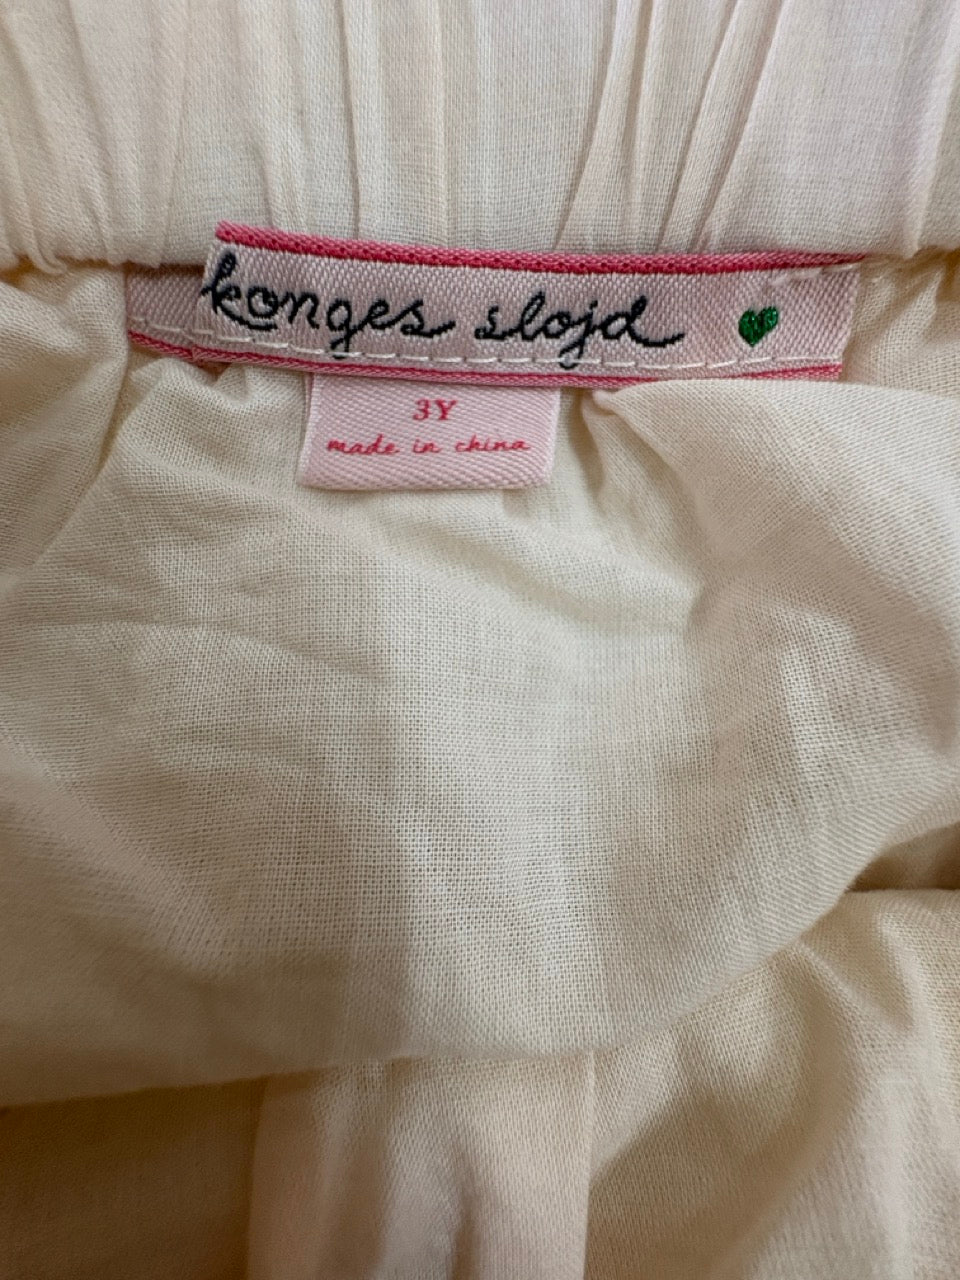 konges slojd
3Y
made in china